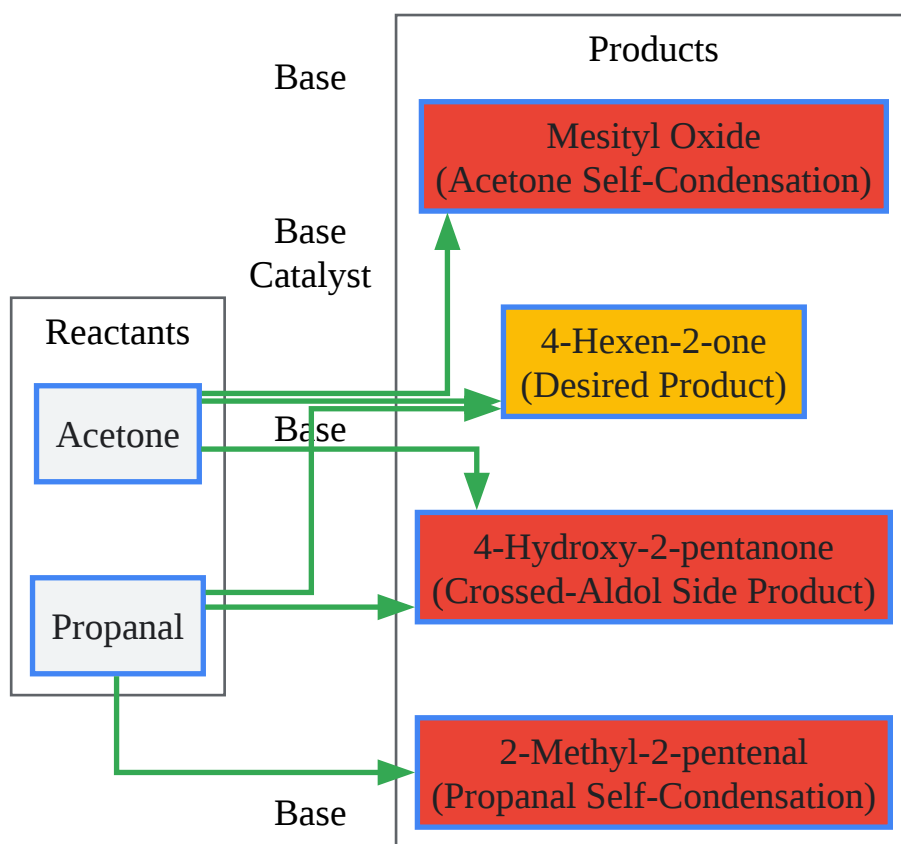 Products
Base
Mesityl Oxide
(Acetone Self-Condensation)
Base
Catalyst
Reactants
4-Hexen-2-one
(Desired Product)
Acetone
Base
4-Hydroxy-2-pentanone
(Crossed-Aldol Side Product)
Propanal
2-Methyl-2-pentenal
(Propanal Self-Condensation)
Base